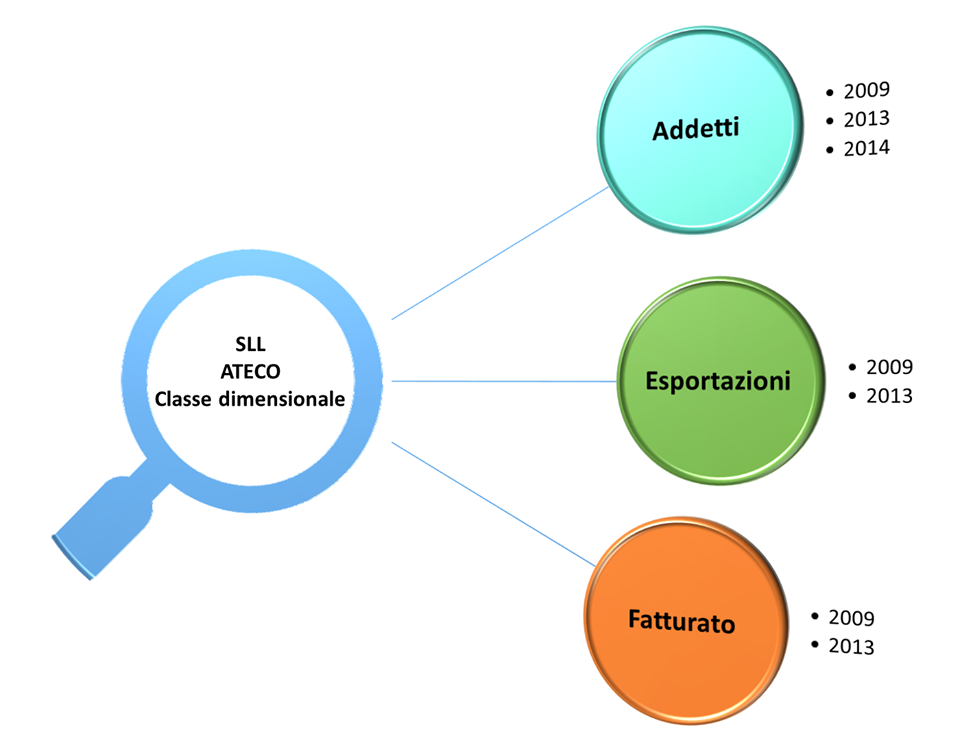 SLL
ATECO
Classe dimensionale
Addetti
• 2009
• 2013
• 2014
Esportazioni
• 2009
• 2013
Fatturato
• 2009
• 2013